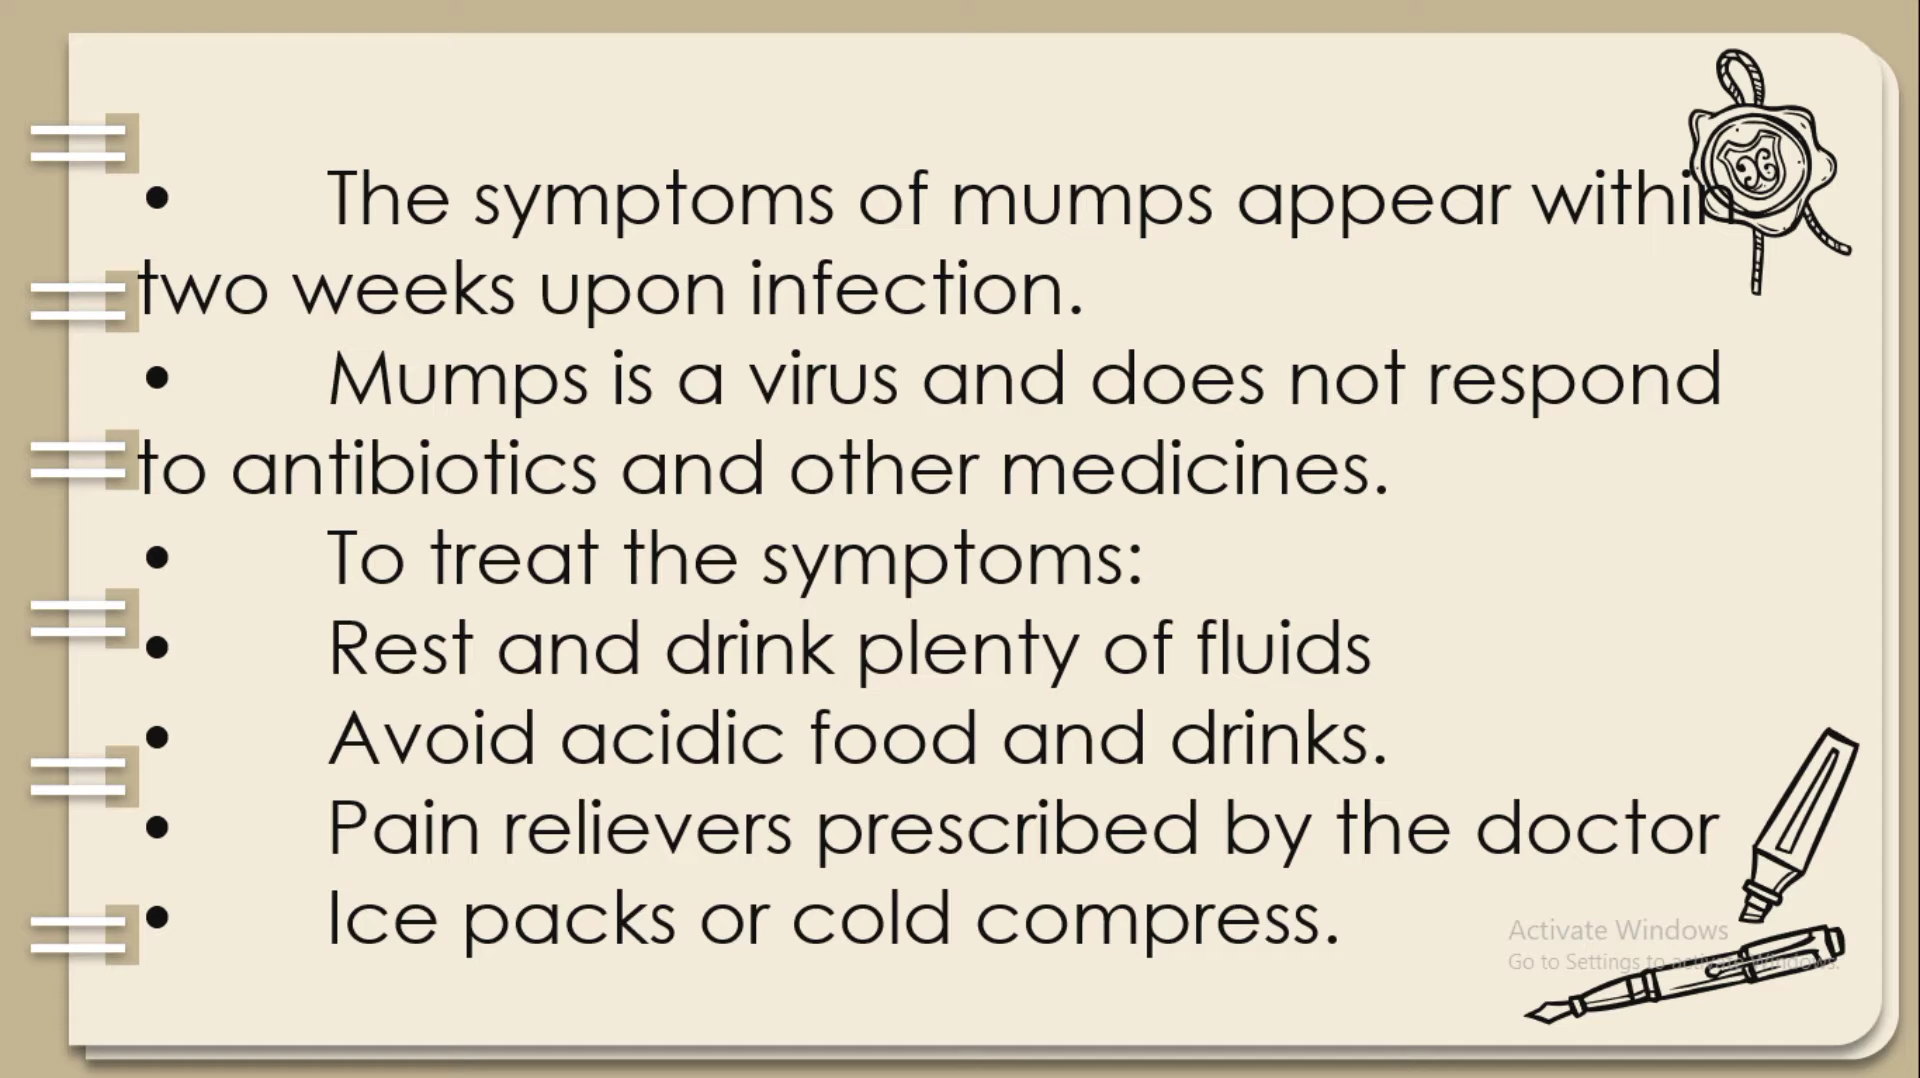 • The symptoms of mumps appear within
two weeks upon infection.
• Mumps is a virus and does not respond
to antibiotics and other medicines.
• To treat the symptoms:
• Rest and drink plenty of fluids
• Avoid acidic food and drinks.
• Pain relievers prescribed by the doctor
• Ice packs or cold compress.
Activate Windows
Go to Settings to activate Windows.